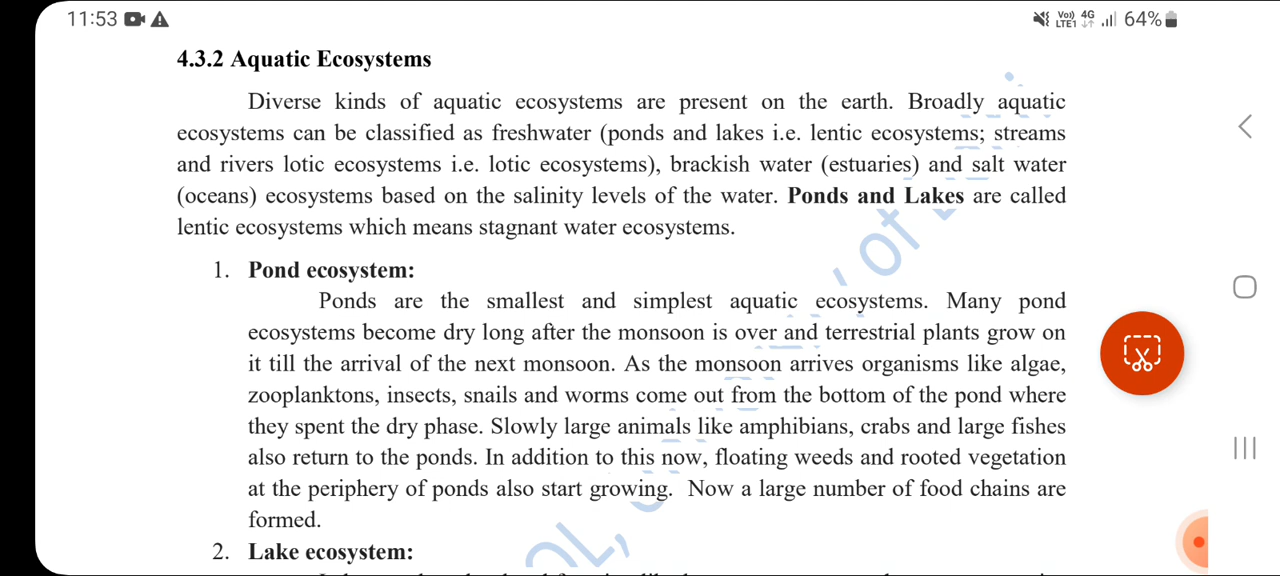 11:53
Vo)) 4G
LTE1
64%
4.3.2 Aquatic Ecosystems
Diverse kinds of aquatic ecosystems are present on the earth. Broadly aquatic
ecosystems can be classified as freshwater (ponds and lakes i.e. lentic ecosystems; streams
and rivers lotic ecosystems i.e. lotic ecosystems), brackish water (estuaries) and salt water
(oceans) ecosystems based on the salinity levels of the water. Ponds and Lakes are called
lentic ecosystems which means stagnant water ecosystems.
1. Pond ecosystem:
Ponds are the smallest and simplest aquatic ecosystems. Many pond
ecosystems become dry long after the monsoon is over and terrestrial plants grow on
it till the arrival of the next monsoon. As the monsoon arrives organisms like algae,
zooplanktons, insects, snails and worms come out from the bottom of the pond where
they spent the dry phase. Slowly large animals like amphibians, crabs and large fishes
also return to the ponds. In addition to this now, floating weeds and rooted vegetation
at the periphery of ponds also start growing. Now a large number of food chains are
formed.
2. Lake ecosystem: